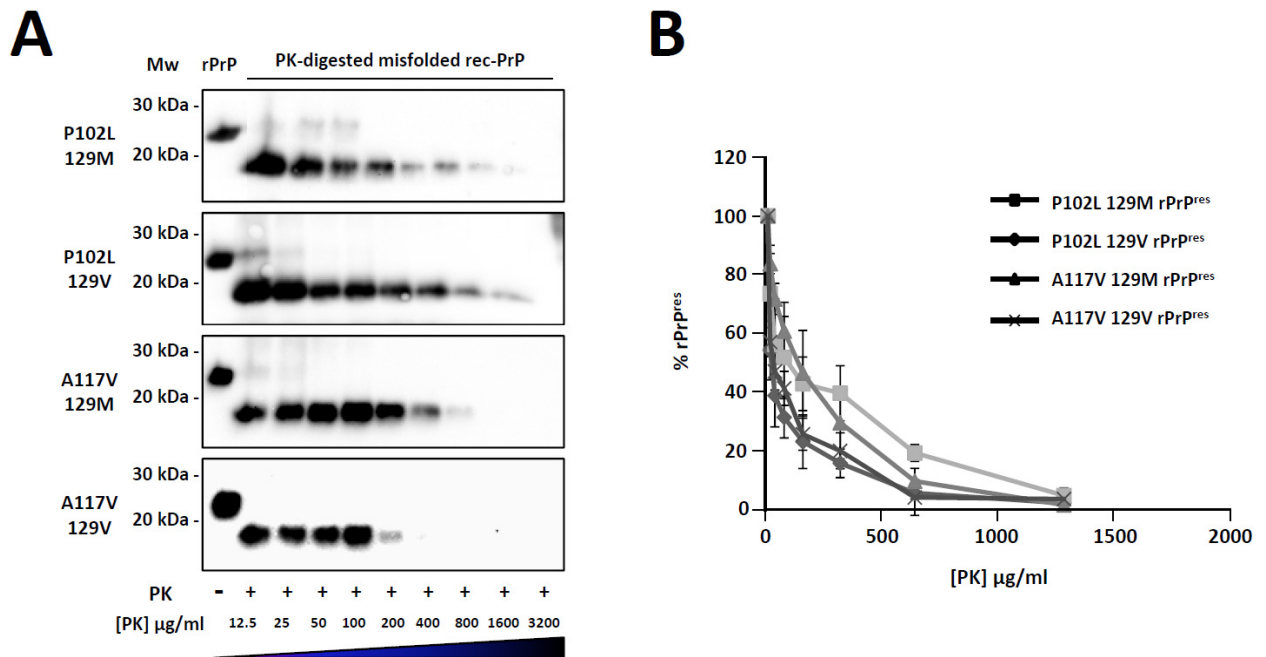 A
Mw rPrP PK-digested misfolded rec-PrP
30 kDa -
P102L
129M
20 kDa -
30 kDa -
P102L
129V
20 kDa -
30 kDa -
A117V
129M
20 kDa -
30 kDa -
A117V
129V
20 kDa -
PK - + + + + + + + + +
[PK] µg/ml 12.5 25 50 100 200 400 800 1600 3200
B
120
100
80
60
40
20
0
% rPrPres
0 500 1000 1500 2000
[PK] µg/ml
P102L 129M rPrPres
P102L 129V rPrPres
A117V 129M rPrPres
A117V 129V rPrPres